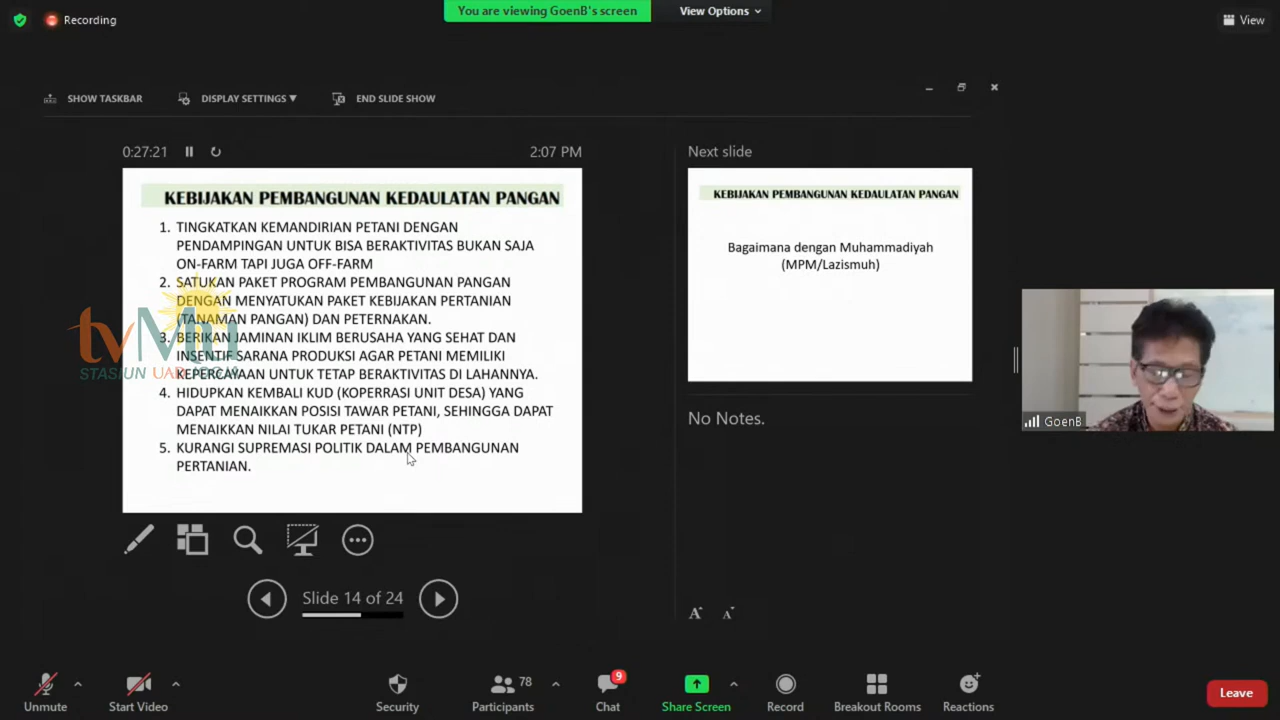 Recording
You are viewing GoenB's screen
View Options
View
SHOW TASKBAR
DISPLAY SETTINGS
END SLIDE SHOW
0:27:21
2:07 PM
KEBIJAKAN PEMBANGUNAN KEDAULATAN PANGAN
1. TINGKATKAN KEMANDIRIAN PETANI DENGAN
PENDAMPINGAN UNTUK BISA BERAKTIVITAS BUKAN SAJA
ON-FARM TAPI JUGA OFF-FARM
2. SATUKAN PAKET PROGRAM PEMBANGUNAN PANGAN
DENGAN MENYATUKAN PAKET KEBIJAKAN PERTANIAN
(TANAMAN PANGAN) DAN PETERNAKAN.
3. BERIKAN JAMINAN IKLIM BERUSAHA YANG SEHAT DAN
INSENTIF SARANA PRODUKSI AGAR PETANI MEMILIKI
KEPERCAYAAN UNTUK TETAP BERAKTIVITAS DI LAHANNYA.
4. HIDUPKAN KEMBALI KUD (KOPERRASI UNIT DESA) YANG
DAPAT MENAIKKAN POSISI TAWAR PETANI, SEHINGGA DAPAT
MENAIKKAN NILAI TUKAR PETANI (NTP)
5. KURANGI SUPREMASI POLITIK DALAM PEMBANGUNAN
PERTANIAN.
tvMu
STASIUN UAD JOGJA
Slide 14 of 24
Next slide
KEBIJAKAN PEMBANGUNAN KEDAULATAN PANGAN
Bagaimana dengan Muhammadiyah
(MPM/Lazismuh)
No Notes.
A A
GoenB
Unmute
Start Video
Security
78
Participants
9
Chat
Share Screen
Record
Breakout Rooms
Reactions
Leave